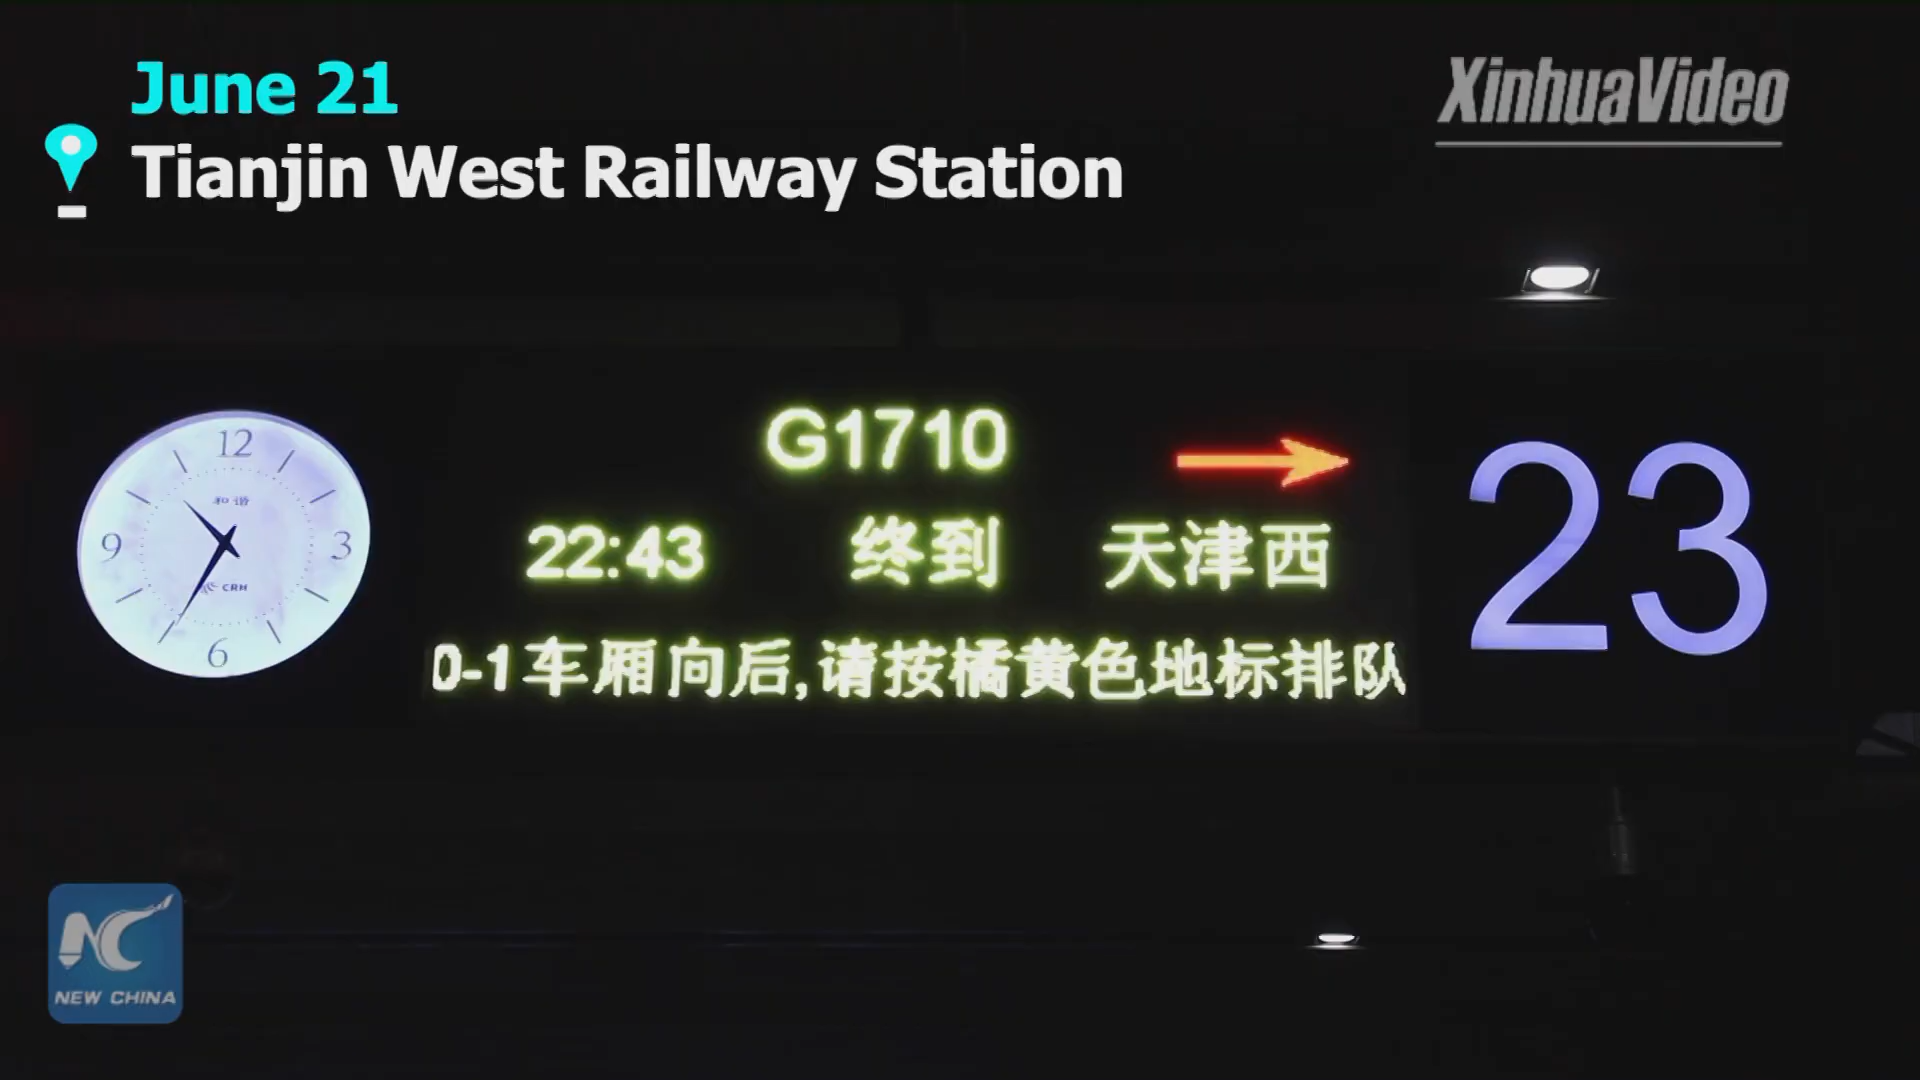 June 21
Tianjin West Railway Station
XinhuaVideo
12
3
6
9
和谐
CRH
G1710
22:43 终到 天津西
0-1车厢向后,请按橘黄色地标排队
23
NC
NEW CHINA